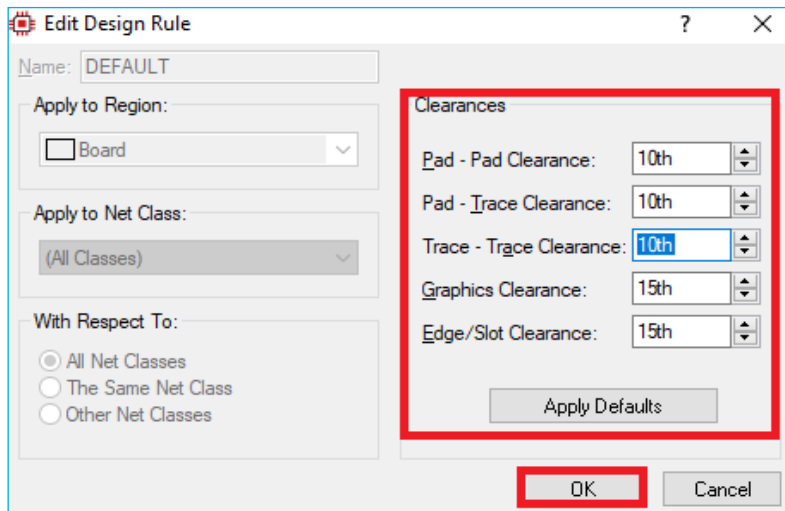 Edit Design Rule
?
Name: DEFAULT
Apply to Region:
Board
Apply to Net Class:
(All Classes)
With Respect To:
All Net Classes
The Same Net Class
Other Net Classes
Clearances
Pad - Pad Clearance: 10th
Pad - Trace Clearance: 10th
Trace - Trace Clearance: 10th
Graphics Clearance: 15th
Edge/Slot Clearance: 15th
Apply Defaults
OK Cancel